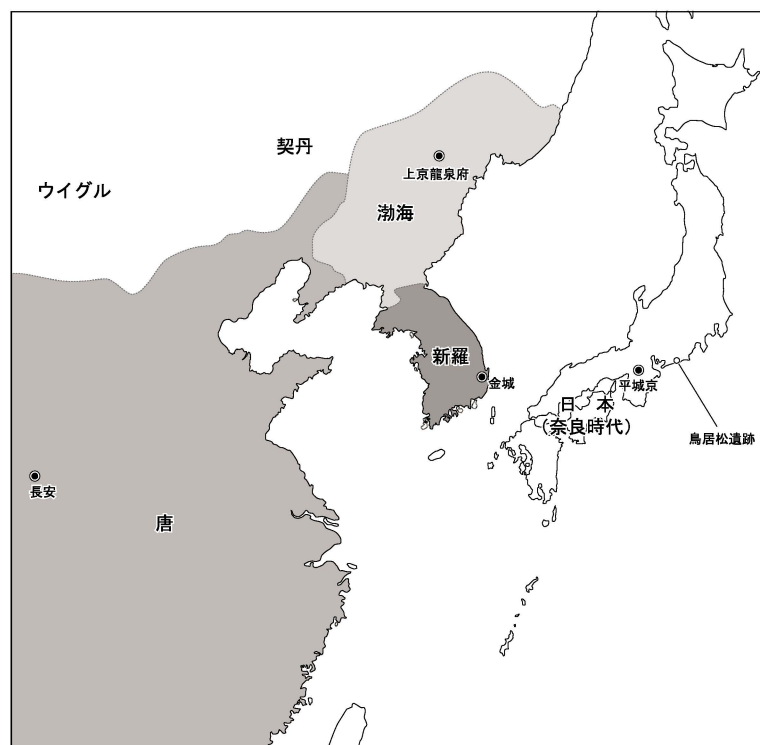 契丹
ウイグル
上京龍泉府
渤海
新羅
金城
平城京
日本
（奈良時代）
鳥居松遺跡
長安
唐